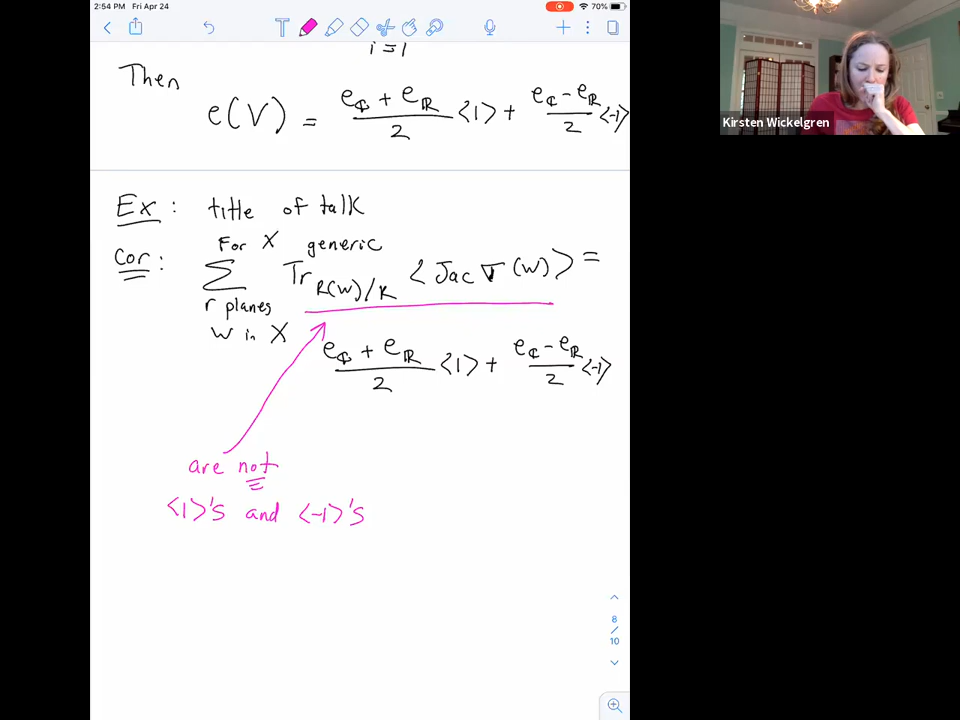 2:54 PM Fri Apr 24
70%
i = 1
Then
e(V) = (e_ℂ + e_ℝ)/2 <1> + (e_ℂ - e_ℝ)/2 <-1>
Kirsten Wickelgren
Ex: title of talk
Cor: For X generic
∑ Tr_{k(w)/k} <Jac σ(w)> =
r planes
W in X
(e_ℂ + e_ℝ)/2 <1> + (e_ℂ - e_ℝ)/2 <-1>
are not
<1>'s and <-1>'s
8
/
10